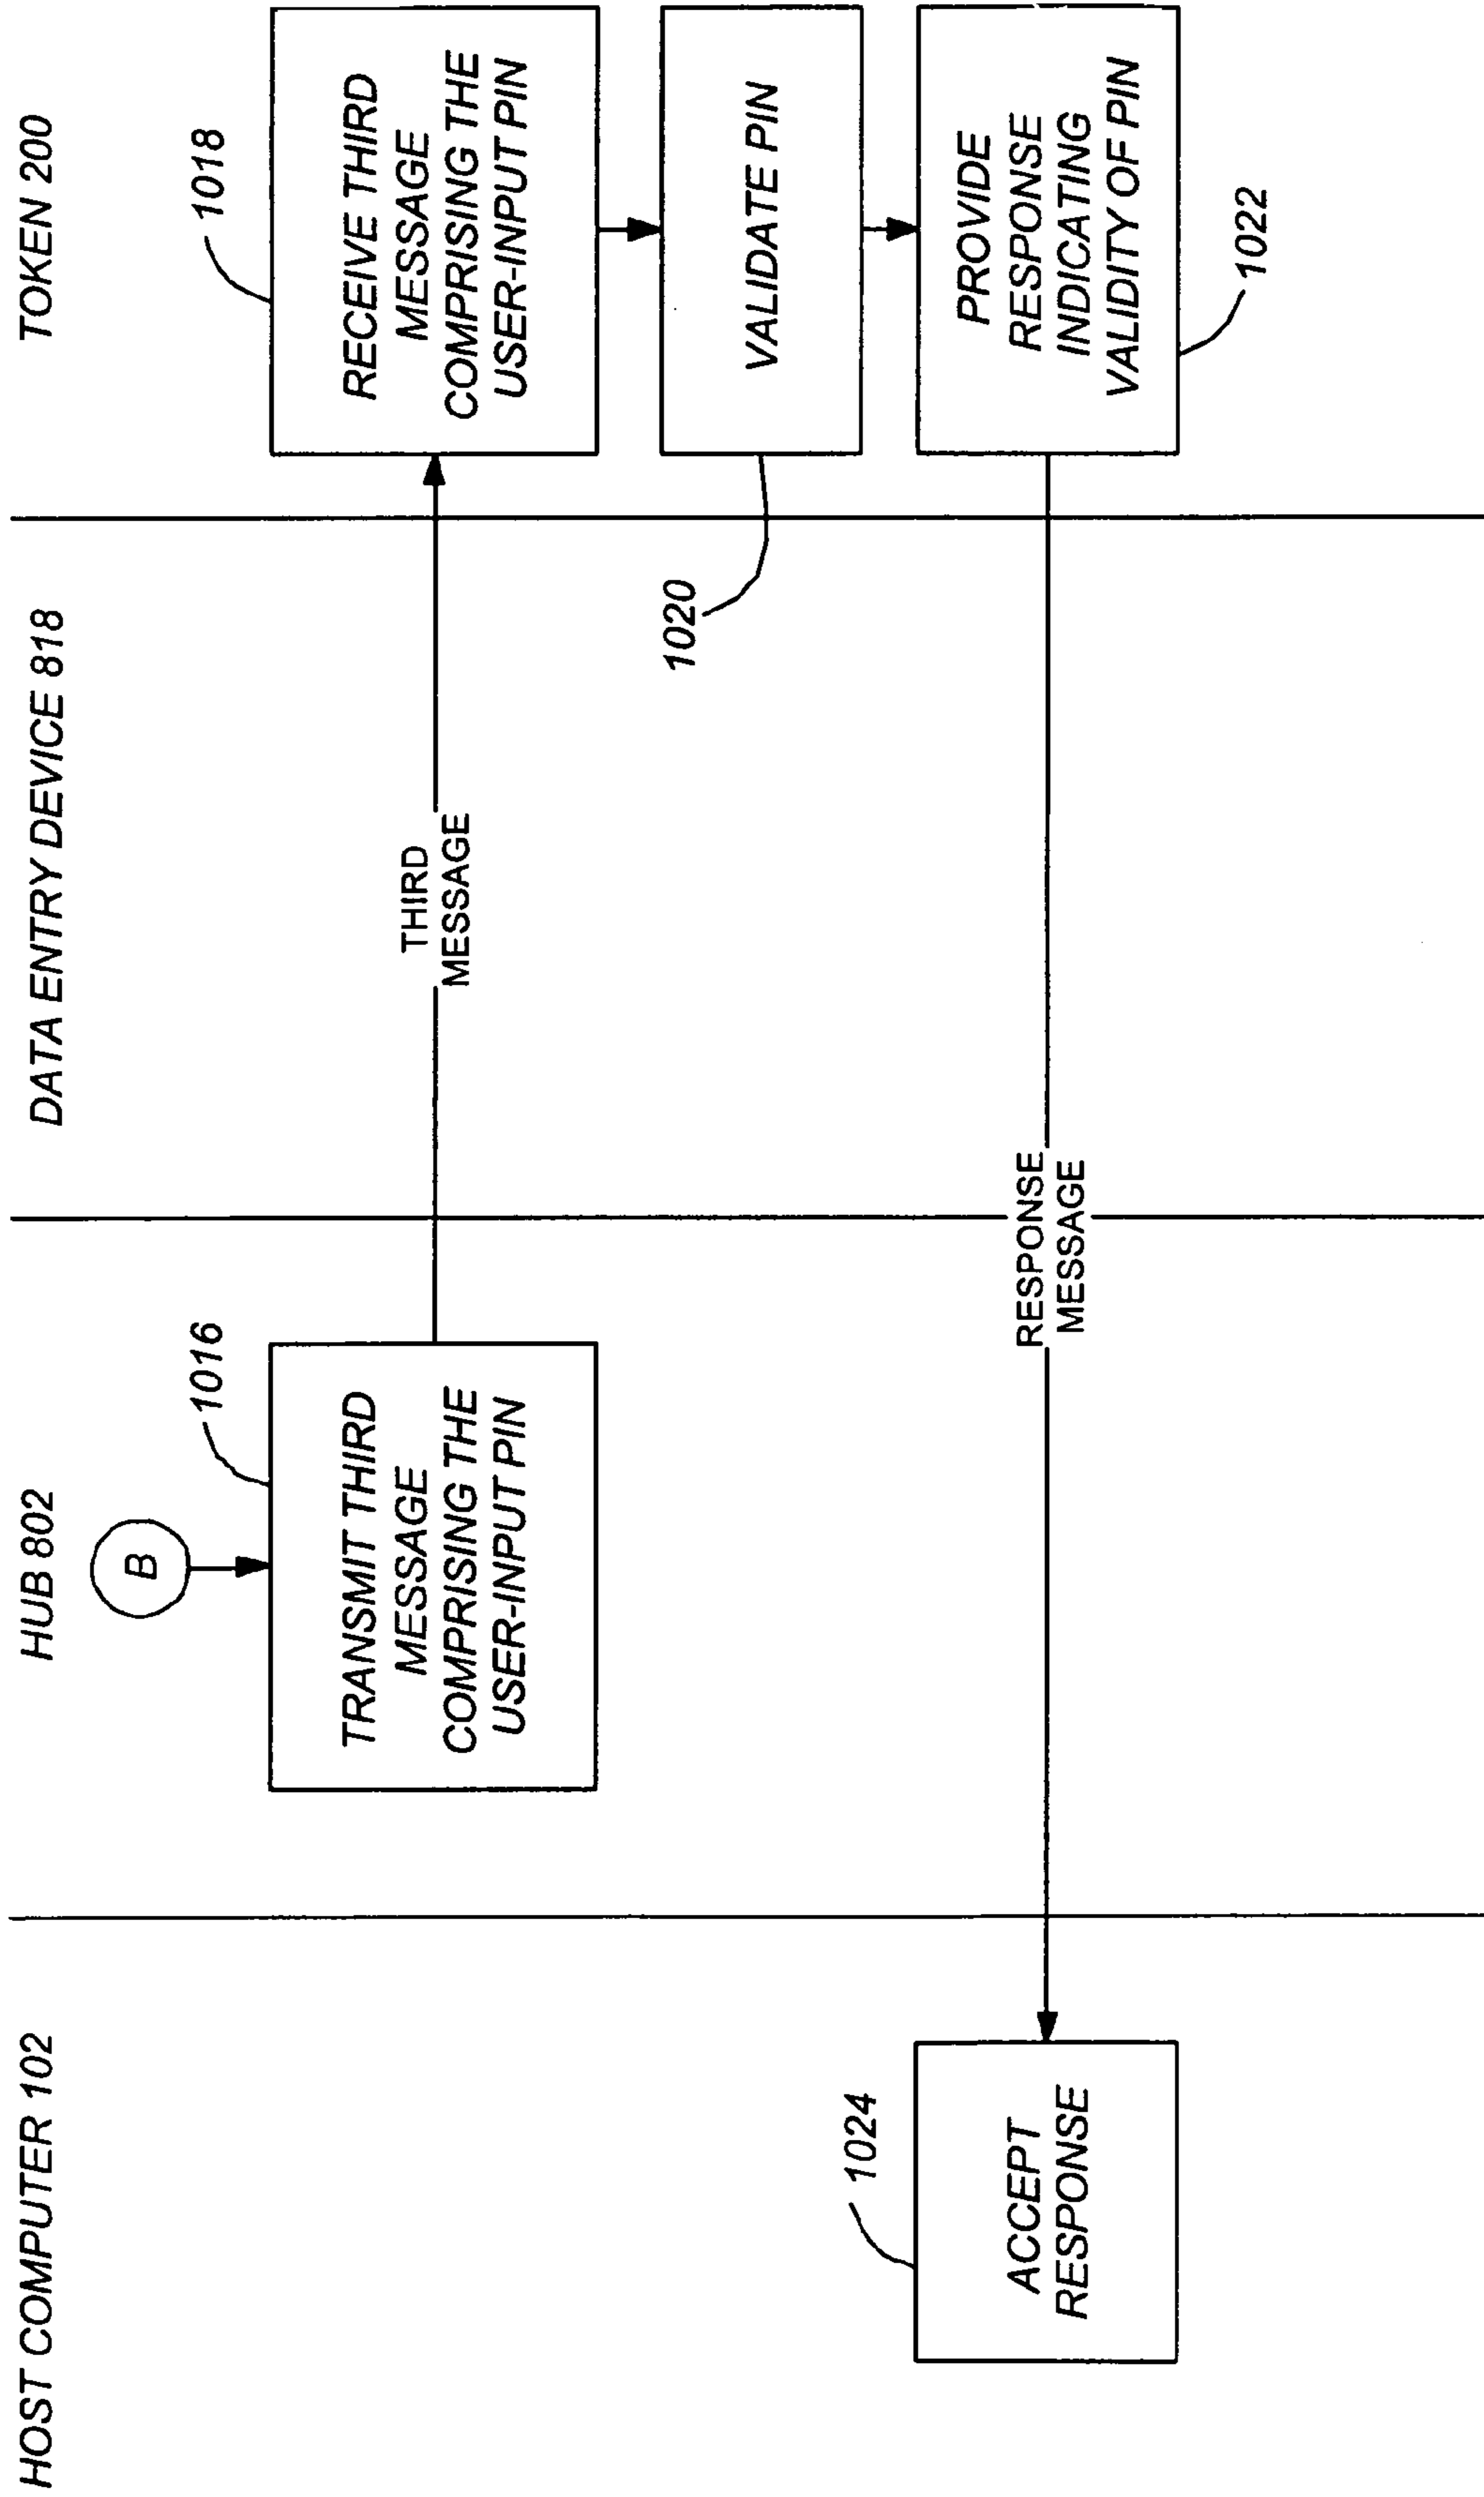 HOST COMPUTER 102
HUB 802
DATA ENTRY DEVICE 818
TOKEN 200
B
1016
TRANSMIT THIRD
MESSAGE
COMPRISING THE
USER-INPUT PIN
THIRD
MESSAGE
1018
RECEIVE THIRD
MESSAGE
COMPRISING THE
USER-INPUT PIN
1020
VALIDATE PIN
PROVIDE
RESPONSE
INDICATING
VALIDITY OF PIN
1022
RESPONSE
MESSAGE
1024
ACCEPT
RESPONSE